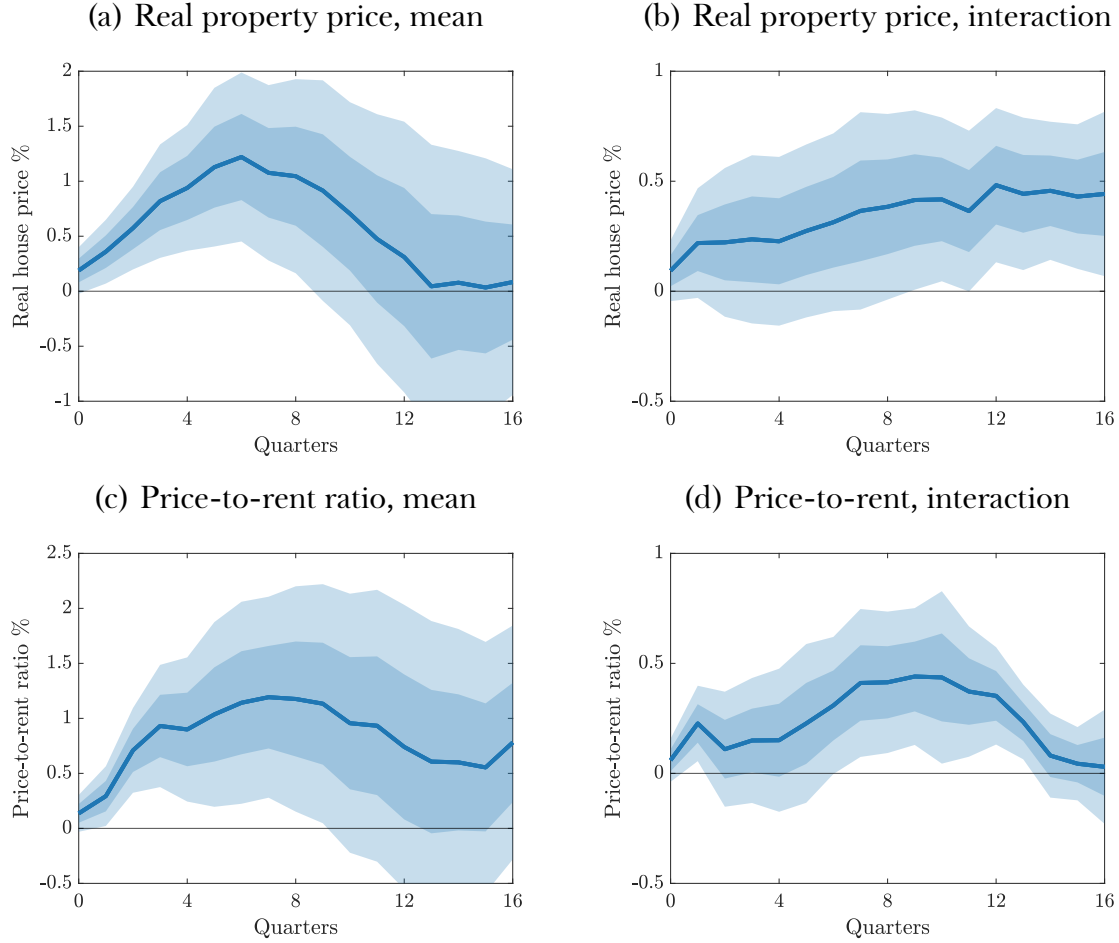 (a) Real property price, mean
Real house price %
2
1.5
1
0.5
0
-0.5
-1
0 4 8 12 16
Quarters
(b) Real property price, interaction
Real house price %
1
0.5
0
-0.5
0 4 8 12 16
Quarters
(c) Price-to-rent ratio, mean
Price-to-rent ratio %
2.5
2
1.5
1
0.5
0
-0.5
0 4 8 12 16
Quarters
(d) Price-to-rent, interaction
Price-to-rent ratio %
1
0.5
0
-0.5
0 4 8 12 16
Quarters